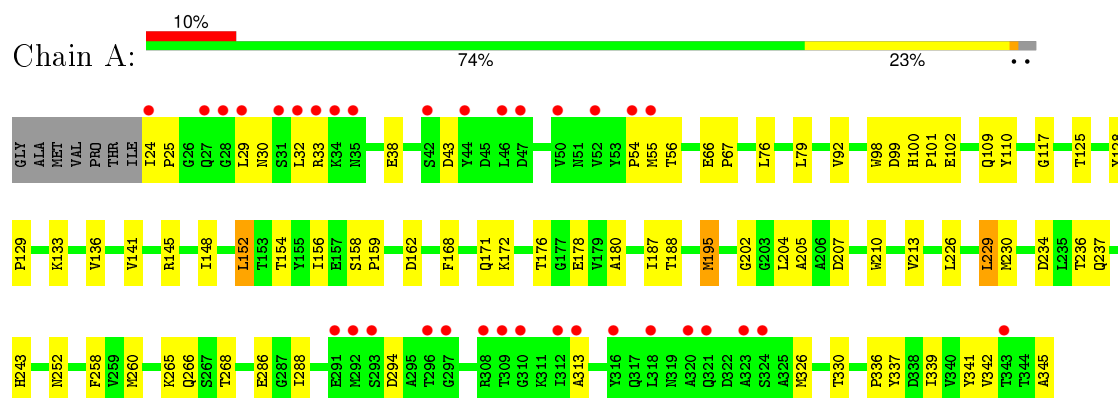 10%
Chain A:
74%
23%
GLY ALA MET VAL PRO THR ILE I24 P25 G26 Q27 G28 L29 N30 S31 L32 R33 K34 N35 E38 S42 D43 Y44 D45 L46 D47 V50 N51 V52 Y53 P54 M55 T56 E66 P67 L76 L79 V92 W98 D99 H100 P101 E102 Q109 Y110 G117 T125 Y128
P129 K133 V136 V141 R145 I148 L152 T153 T154 Y155 I156 E157 S158 P159 D162 F168 Q171 K172 T176 G177 E178 V179 A180 I187 T188 M195 G202 G203 L204 A205 A206 D207 W210 V213 L226 L229 M230 D234 L235 T236 Q237
H243 N252 F258 V259 M260 K265 Q266 S267 T268 E286 G287 I288 E291 M292 S293 D294 A295 T296 G297 R308 T309 G310 K311 I312 A313 Y316 Q317 L318 N319 A320 Q321 D322 A323 S324 A325 M326 T330 P336 Y337 D338 I339 V340 Y341 V342 T343 T344 A345